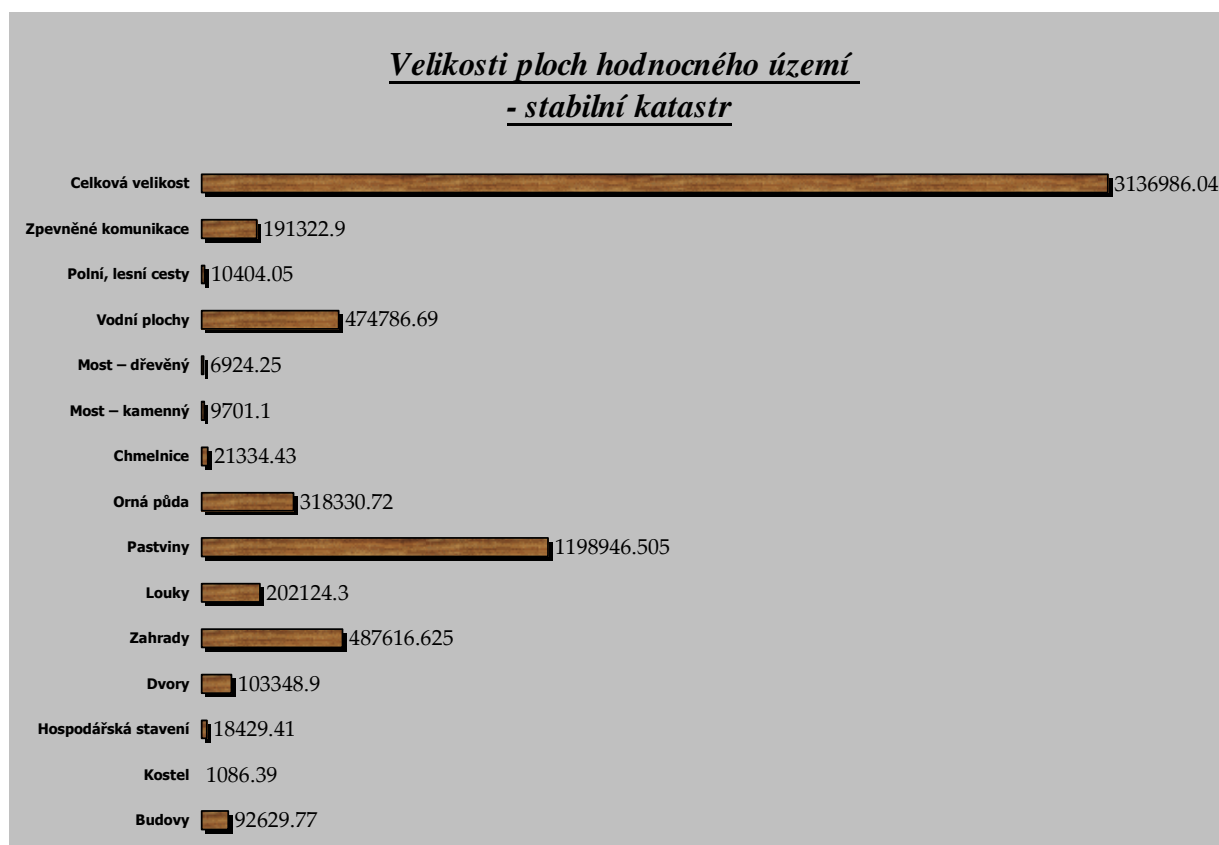 Velikosti ploch hodnocného území
- stabilní katastr
Celková velikost 3136986.04
Zpevněné komunikace 191322.9
Polní, lesní cesty 10404.05
Vodní plochy 474786.69
Most – dřevěný 6924.25
Most – kamenný 9701.1
Chmelnice 21334.43
Orná půda 318330.72
Pastviny 1198946.505
Louky 202124.3
Zahrady 487616.625
Dvory 103348.9
Hospodářská stavení 18429.41
Kostel 1086.39
Budovy 92629.77